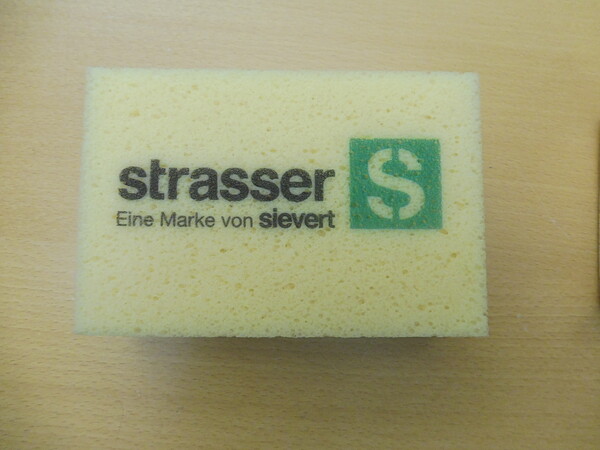 strasser
Eine Marke von sievert
S